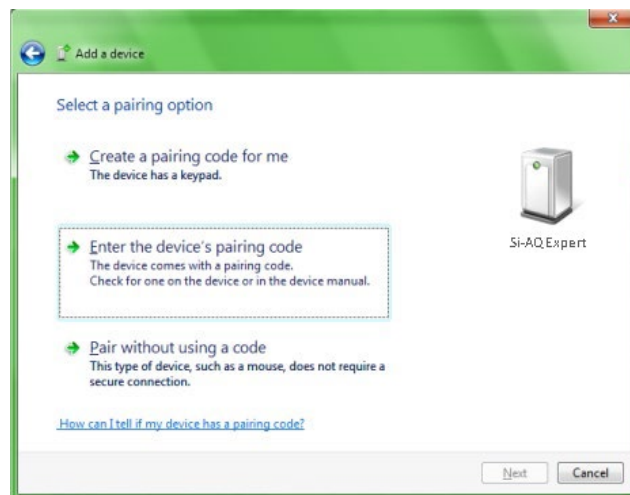 Add a device
Select a pairing option
Create a pairing code for me
The device has a keypad.
Enter the device's pairing code
The device comes with a pairing code.
Check for one on the device or in the device manual.
Si-AQ Expert
Pair without using a code
This type of device, such as a mouse, does not require a
secure connection.
How can I tell if my device has a pairing code?
Next
Cancel